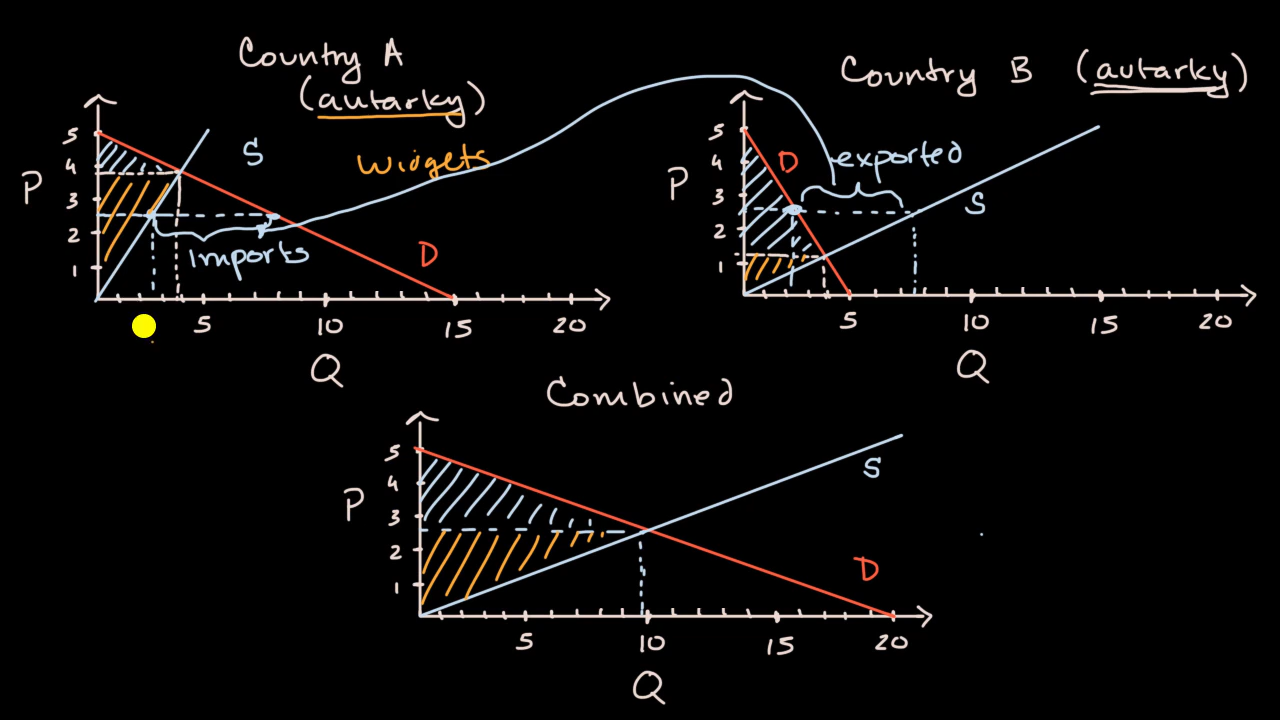 Country A
(autarky)
Widgets
P
5
4
3
2
1
S
D
imports
5 10 15 20
Q
Country B (autarky)
P
5
4
3
2
1
D
exported
S
5 10 15 20
Q
Combined
P
5
4
3
2
1
S
D
5 10 15 20
Q